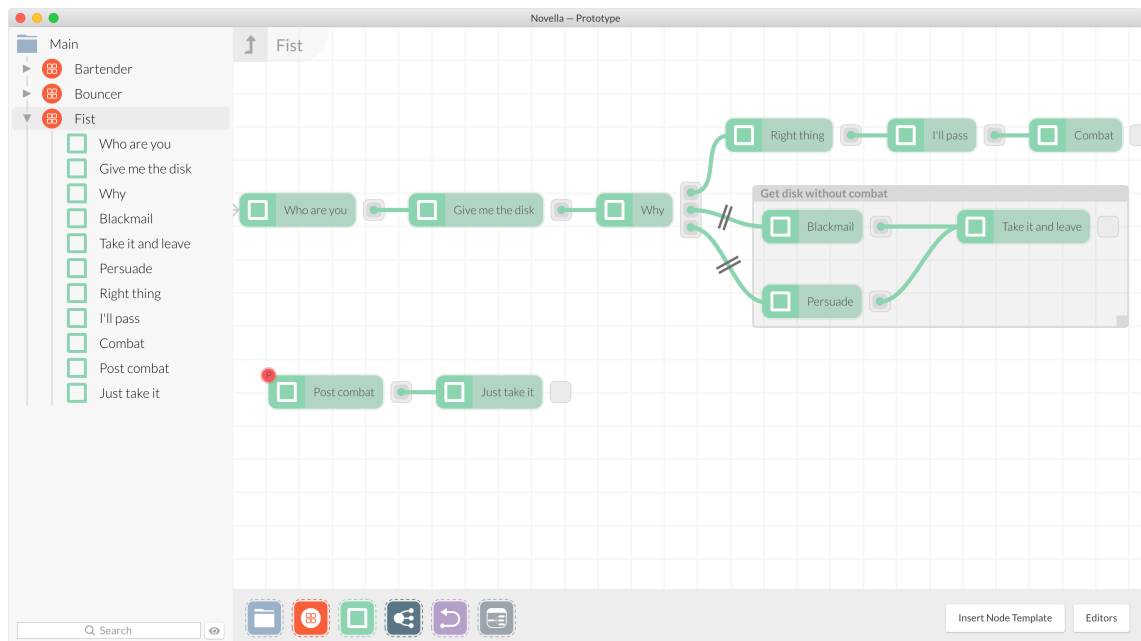 Novella — Prototype
Main
Bartender
Bouncer
Fist
Who are you
Give me the disk
Why
Blackmail
Take it and leave
Persuade
Right thing
I'll pass
Combat
Post combat
Just take it
Search
Fist
Right thing
I'll pass
Combat
Who are you
Give me the disk
Why
Get disk without combat
Blackmail
Take it and leave
Persuade
P
Post combat
Just take it
Insert Node Template
Editors